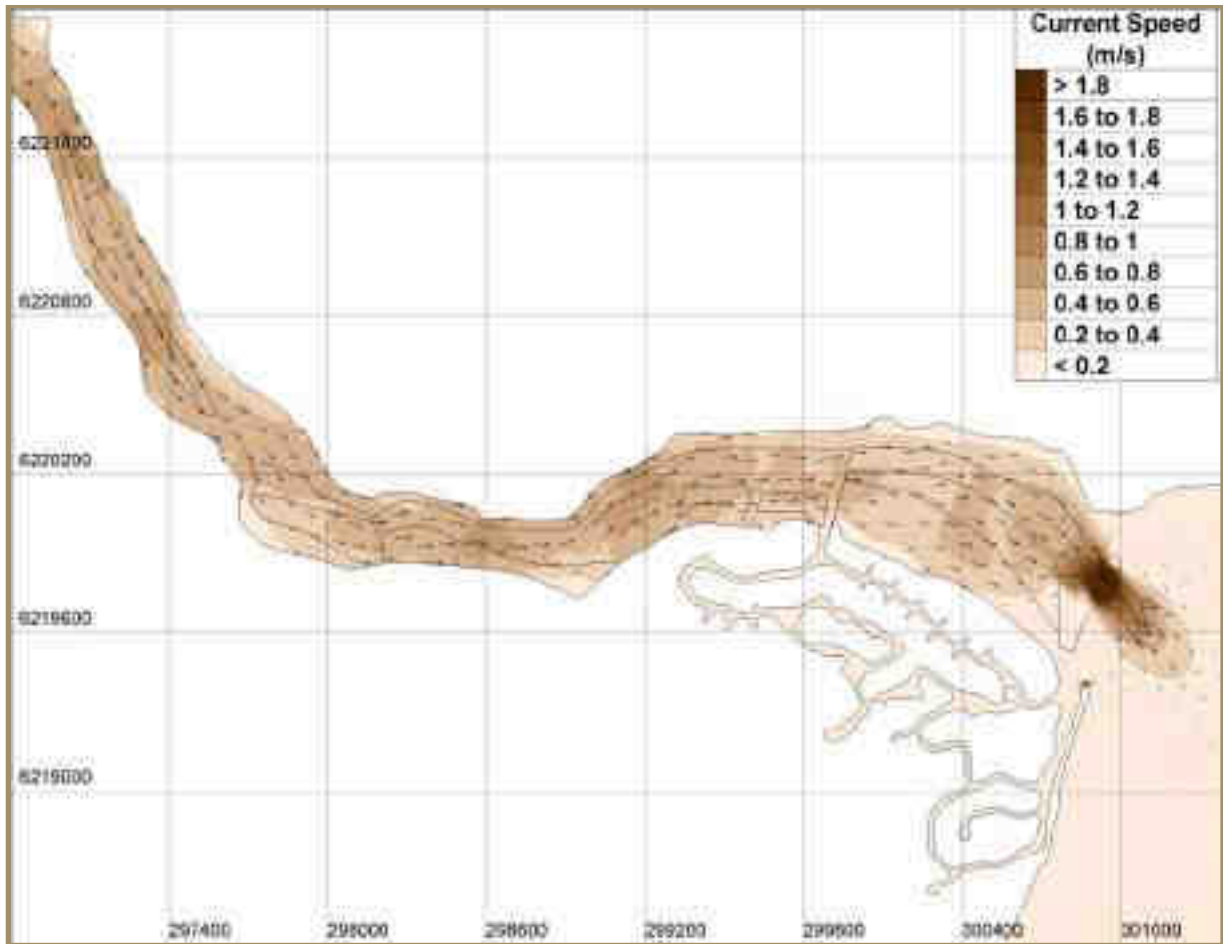 Current Speed
(m/s)
> 1.8
1.6 to 1.8
1.4 to 1.6
1.2 to 1.4
1 to 1.2
0.8 to 1
0.6 to 0.8
0.4 to 0.6
0.2 to 0.4
< 0.2
6221400
6220800
6220200
6219600
6219000
297400
298000
298600
299200
299800
300400
301000